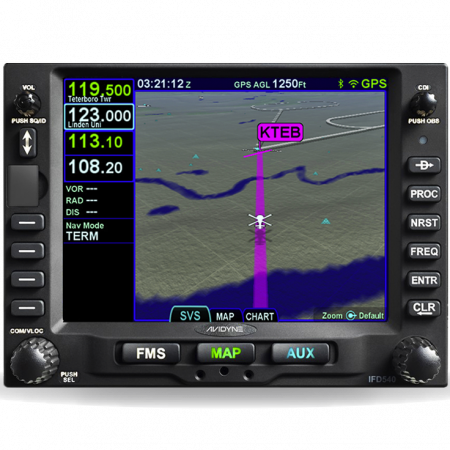 VOL
PUSH SQ/ID
119.500
Teterboro Twr
123.000
Linden Uni
113.10
108.20
VOR ---
RAD ---
DIS ---
Nav Mode
TERM
03:21:12 Z
GPS AGL 1250Ft
GPS
KTEB
SVS
MAP
CHART
Zoom
Default
CDI
PUSH OBS
D
PROC
NRST
FREQ
ENTR
CLR
COM/VLOC
PUSH
SEL
AVIDYNE
FMS
MAP
AUX
IFD540